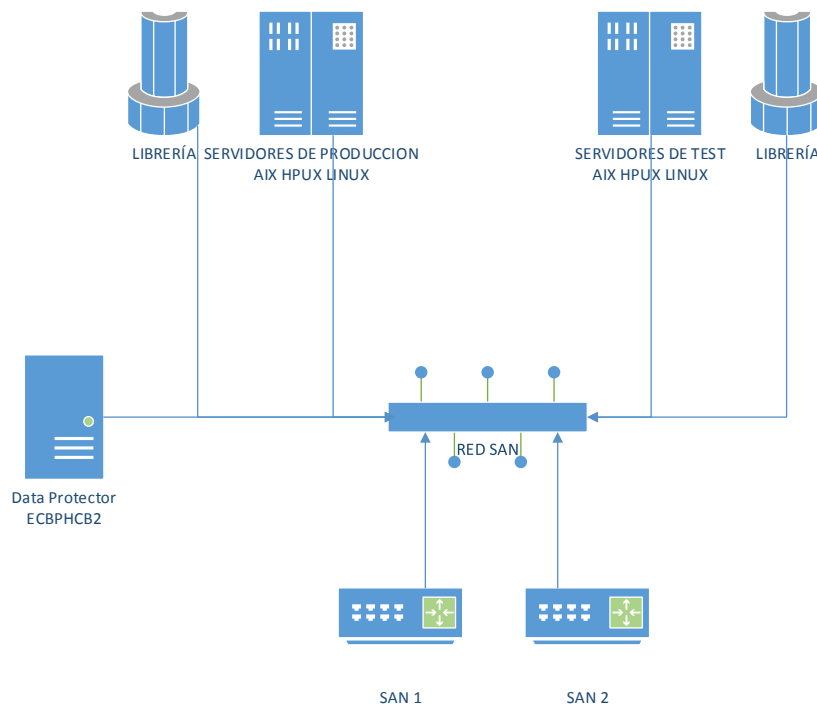 LIBRERÍA
SERVIDORES DE PRODUCCION
AIX HPUX LINUX
SERVIDORES DE TEST
AIX HPUX LINUX
LIBRERÍA
RED SAN
Data Protector
ECBPHCB2
SAN 1
SAN 2